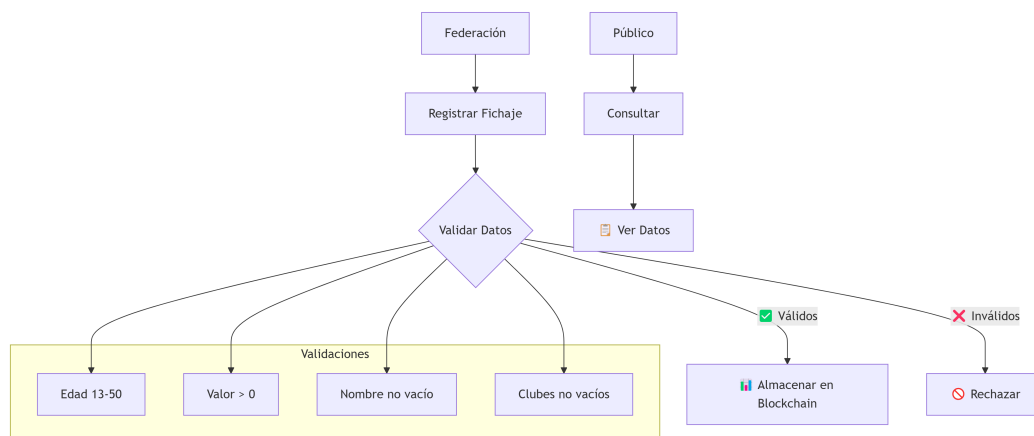 Federación
Público
Registrar Fichaje
Consultar
Validar Datos
📋 Ver Datos
✅ Válidos
❌ Inválidos
Validaciones
Edad 13-50
Valor > 0
Nombre no vacío
Clubes no vacíos
📊 Almacenar en
Blockchain
🚫 Rechazar